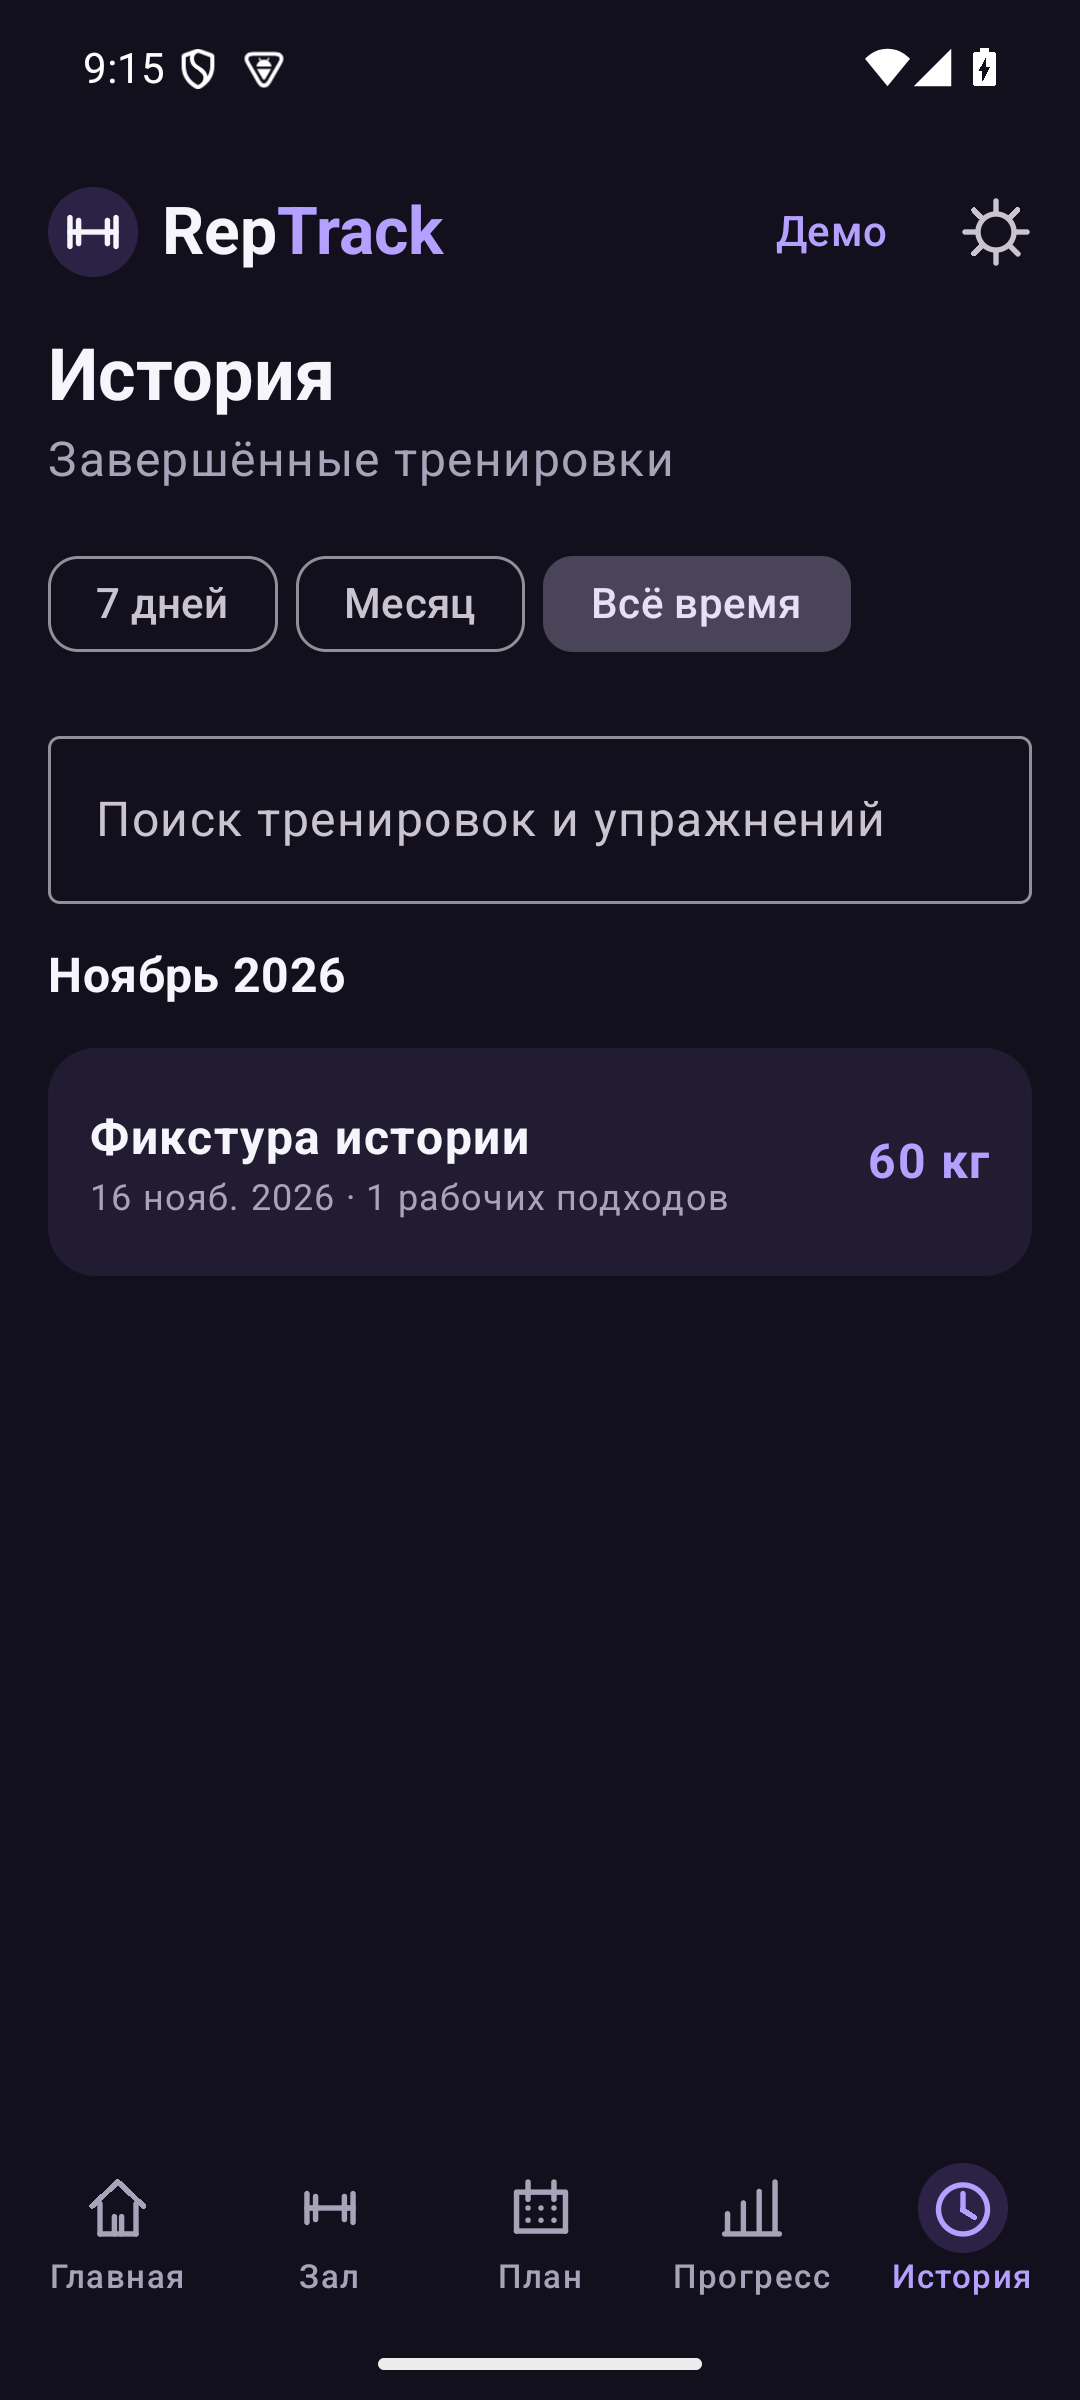 9:15
RepTrack
Демо
История
Завершённые тренировки
7 дней
Месяц
Всё время
Поиск тренировок и упражнений
Ноябрь 2026
Фикстура истории
60 кг
16 нояб. 2026 · 1 рабочих подходов
Главная
Зал
План
Прогресс
История